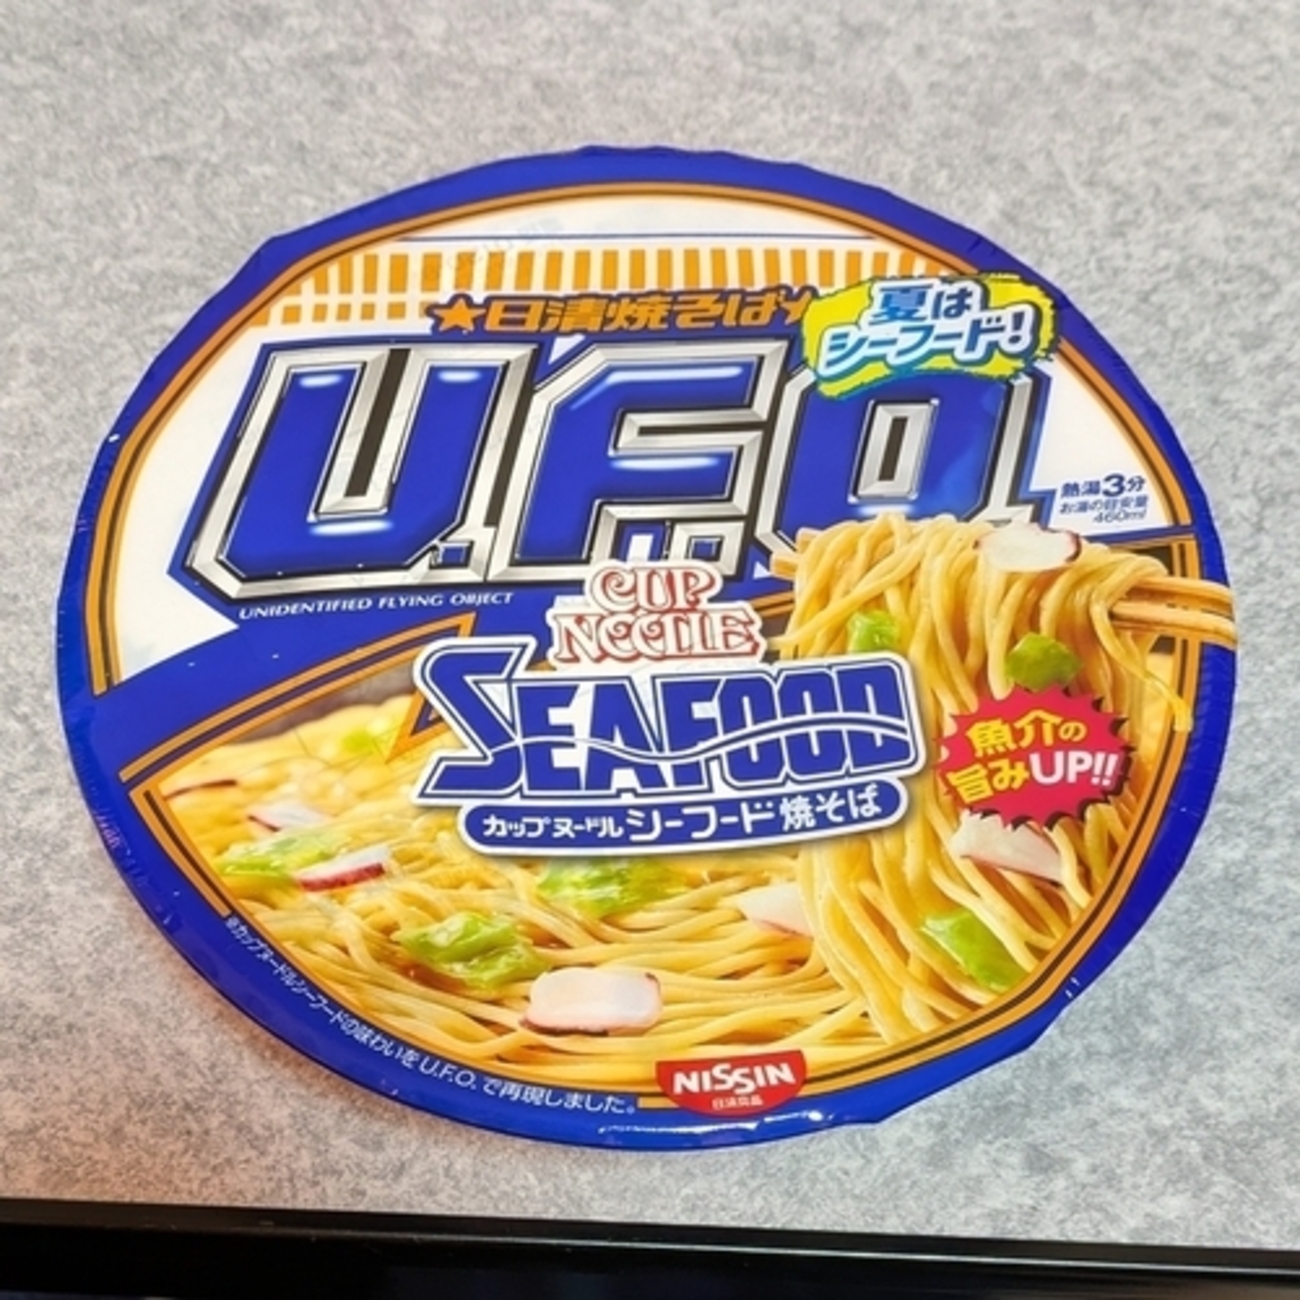 ★日清焼そば★
夏は
シーフード!
U.F.O.
熱湯3分
お湯の目安量
460ml
UNIDENTIFIED FLYING OBJECT
CUP
NOODLE
SEAFOOD
カップヌードル シーフード 焼そば
魚介の
旨みUP!!
※カップヌードルシーフードの味わいをU.F.O.で再現しました。
NISSIN
日清食品